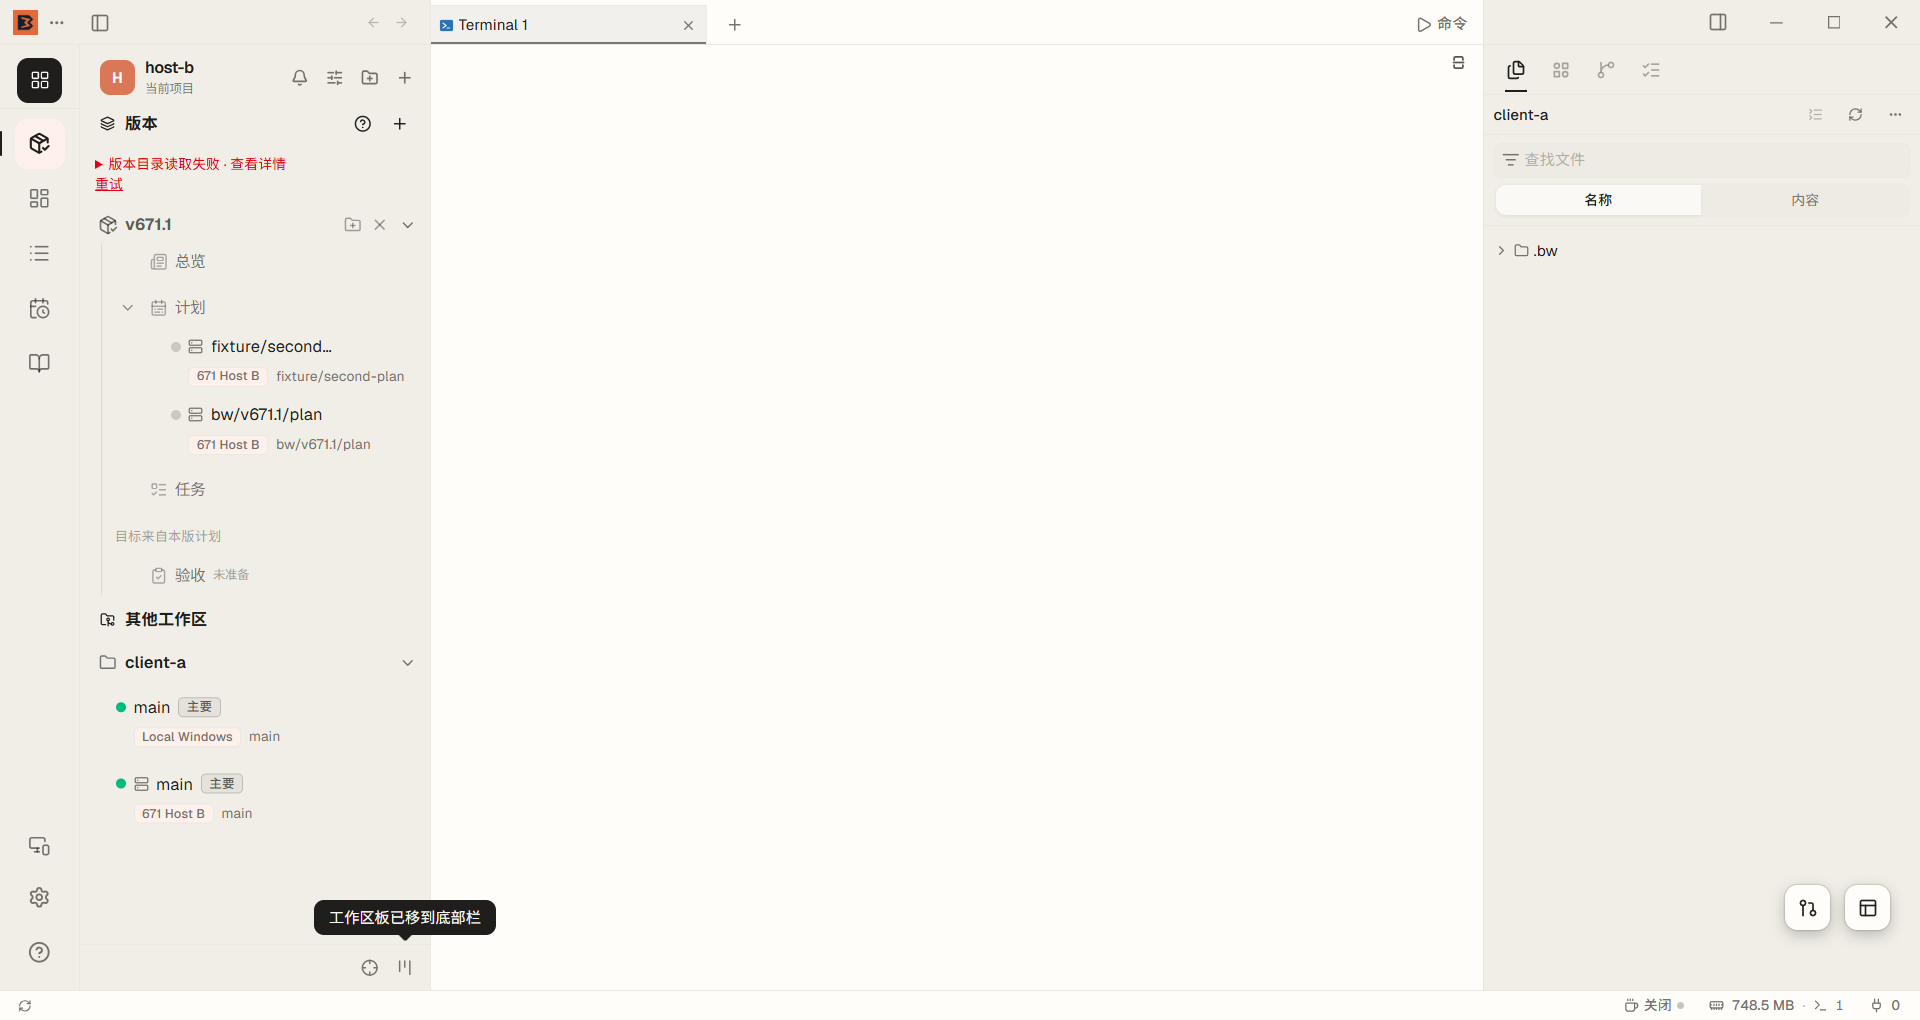 Terminal 1
命令
H
host-b
当前项目
版本
版本目录读取失败 · 查看详情
重试
v671.1
总览
计划
fixture/second...
671 Host B fixture/second-plan
bw/v671.1/plan
671 Host B bw/v671.1/plan
任务
目标来自本版计划
验收 未准备
其他工作区
client-a
main 主要
Local Windows main
main 主要
671 Host B main
工作区板已移到底部栏
client-a
查找文件
名称 内容
.bw
关闭 748.5 MB · 1 0